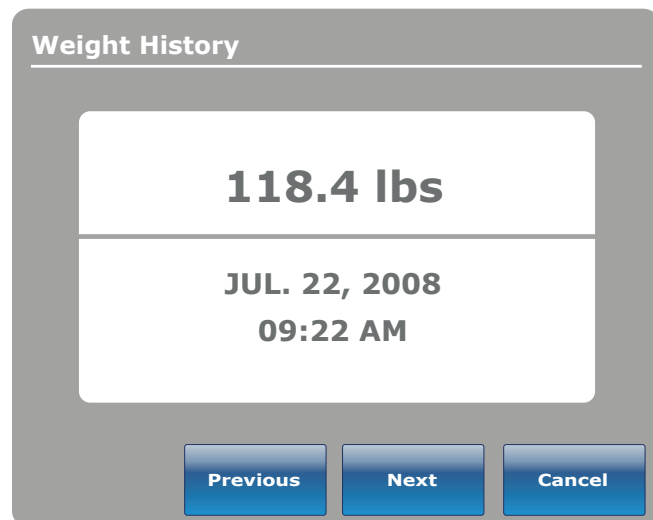 Weight History
118.4 lbs
JUL. 22, 2008
09:22 AM
Previous Next Cancel